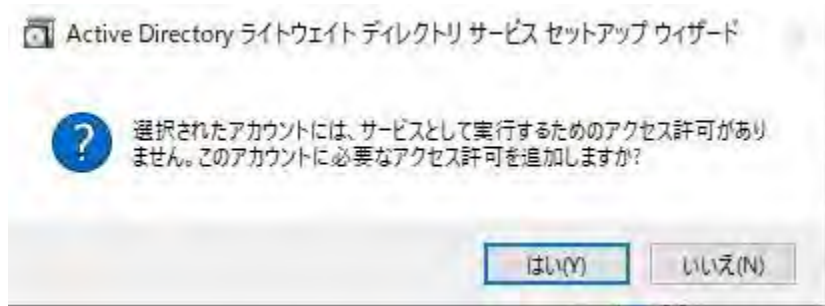 Active Directory ライトウェイト ディレクトリ サービス セットアップ ウィザード
?
選択されたアカウントには、サービスとして実行するためのアクセス許可があり
ません。このアカウントに必要なアクセス許可を追加しますか?
はい(Y)
いいえ(N)